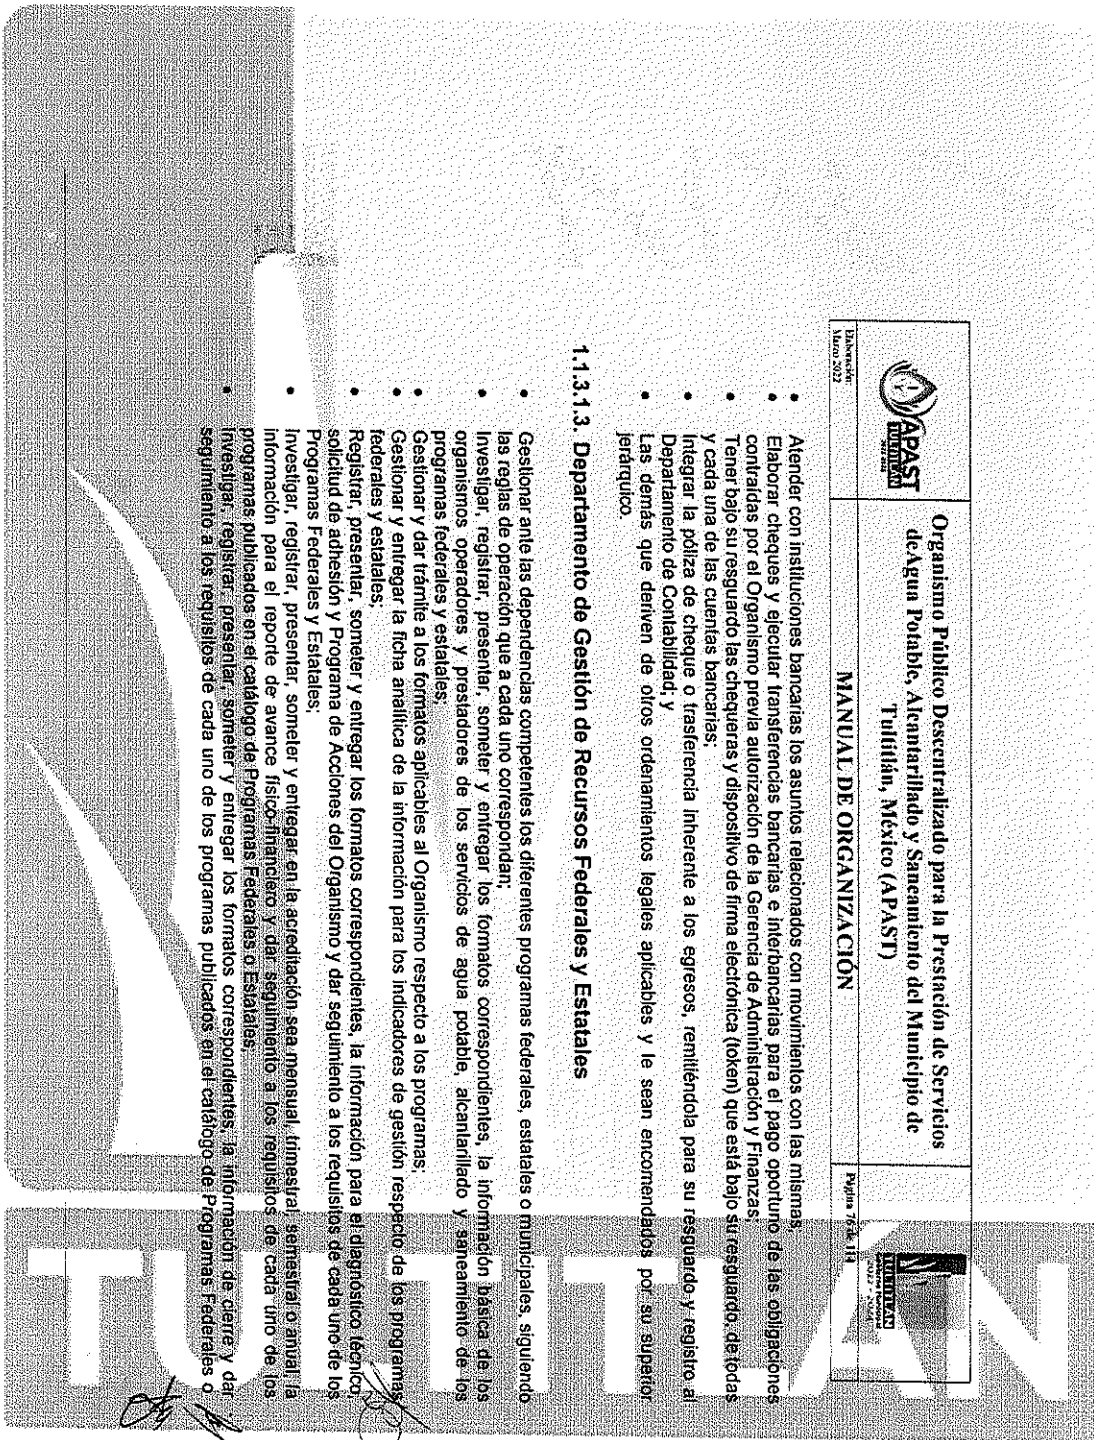 APAST
TULTITLÁN
Organismo Público Descentralizado para la Prestación de Servicios
de Agua Potable, Alcantarillado y Saneamiento del Municipio de
Tultitlán, México (APAST)
TULTITLÁN
Elaboración:
Marzo 2022
MANUAL DE ORGANIZACIÓN
Página 76 de 114
• Atender con instituciones bancarias los asuntos relacionados con movimientos con las mismas;
• Elaborar cheques y ejecutar transferencias bancarias e interbancarias para el pago oportuno de las obligaciones
contraídas por el Organismo previa autorización de la Gerencia de Administración y Finanzas;
• Tener bajo su resguardo las chequeras y dispositivo de firma electrónica (token) que está bajo su resguardo, de todas
y cada una de las cuentas bancarias;
• Integrar la póliza de cheque o trasferencia inherente a los egresos, remitiéndola para su resguardo y registro al
Departamento de Contabilidad; y
• Las demás que deriven de otros ordenamientos legales aplicables y le sean encomendados por su superior
jerárquico.
1.1.3.1.3. Departamento de Gestión de Recursos Federales y Estatales
• Gestionar ante las dependencias competentes los diferentes programas federales, estatales o municipales, siguiendo
las reglas de operación que a cada uno correspondan;
• Investigar, registrar, presentar, someter y entregar los formatos correspondientes, la información básica de los
organismos operadores y prestadores de los servicios de agua potable, alcantarillado y saneamiento de los
programas federales y estatales;
• Gestionar y dar trámite a los formatos aplicables al Organismo respecto a los programas;
• Gestionar y entregar la ficha analítica de la información para los indicadores de gestión respecto de los programas
federales y estatales;
• Registrar, presentar, someter y entregar los formatos correspondientes, la información para el diagnóstico técnico,
solicitud de adhesión y Programa de Acciones del Organismo y dar seguimiento a los requisitos de cada uno de los
Programas Federales y Estatales;
• Investigar, registrar, presentar, someter y entregar en la acreditación sea mensual, trimestral, semestral o anual, la
información para el reporte de avance físico-financiero y dar seguimiento a los requisitos de cada uno de los
programas publicados en el catálogo de Programas Federales o Estatales;
• Investigar, registrar, presentar, someter y entregar los formatos correspondientes, la información de cierre y dar
seguimiento a los requisitos de cada uno de los programas publicados en el catálogo de Programas Federales o
TULTITLÁN